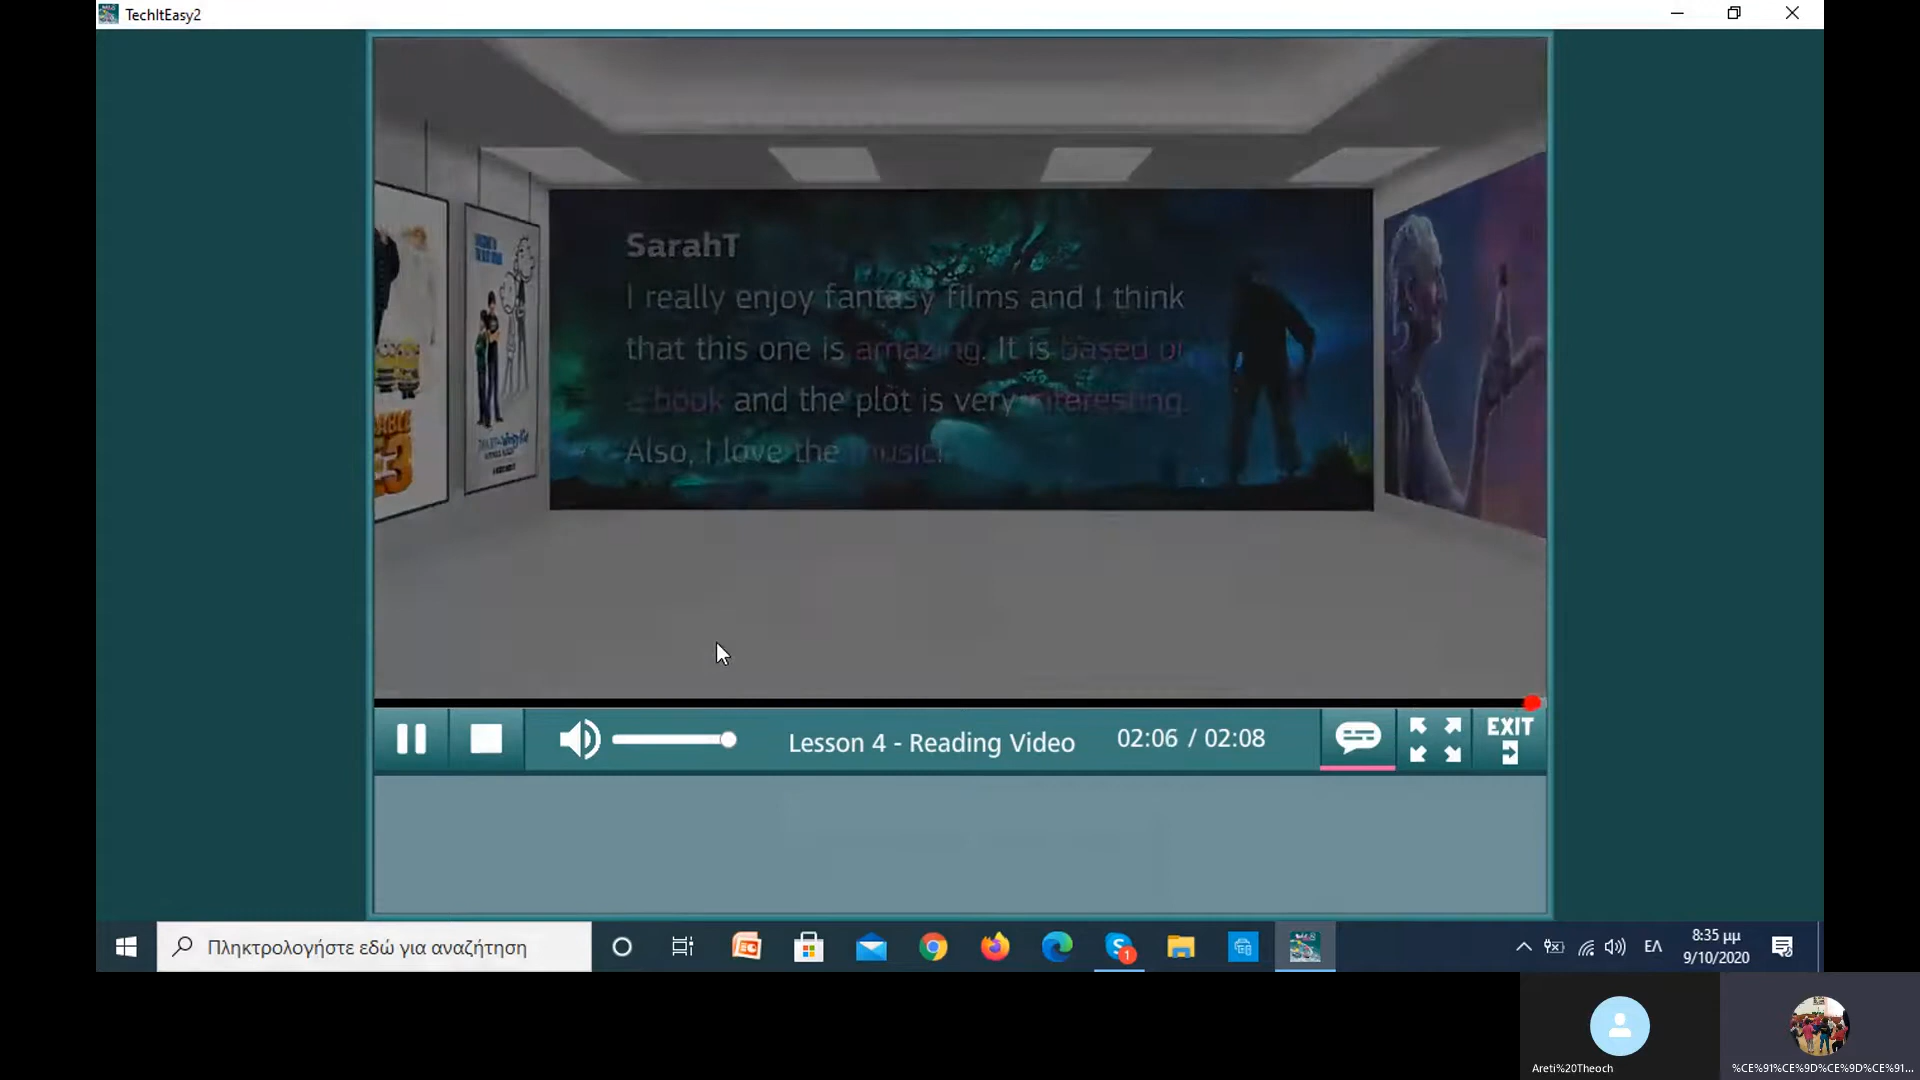 TechItEasy2
SarahT
I really enjoy fantasy films and I think
that this one is amazing. It is based on
a book and the plot is very interesting.
Also, I love the music!
Lesson 4 - Reading Video
02:06 / 02:08
EXIT
Πληκτρολογήστε εδώ για αναζήτηση
1
ΕΛ
8:35 μμ
9/10/2020
Areti%20Theoch
%CE%91%CE%9D%CE%9D%CE%91...